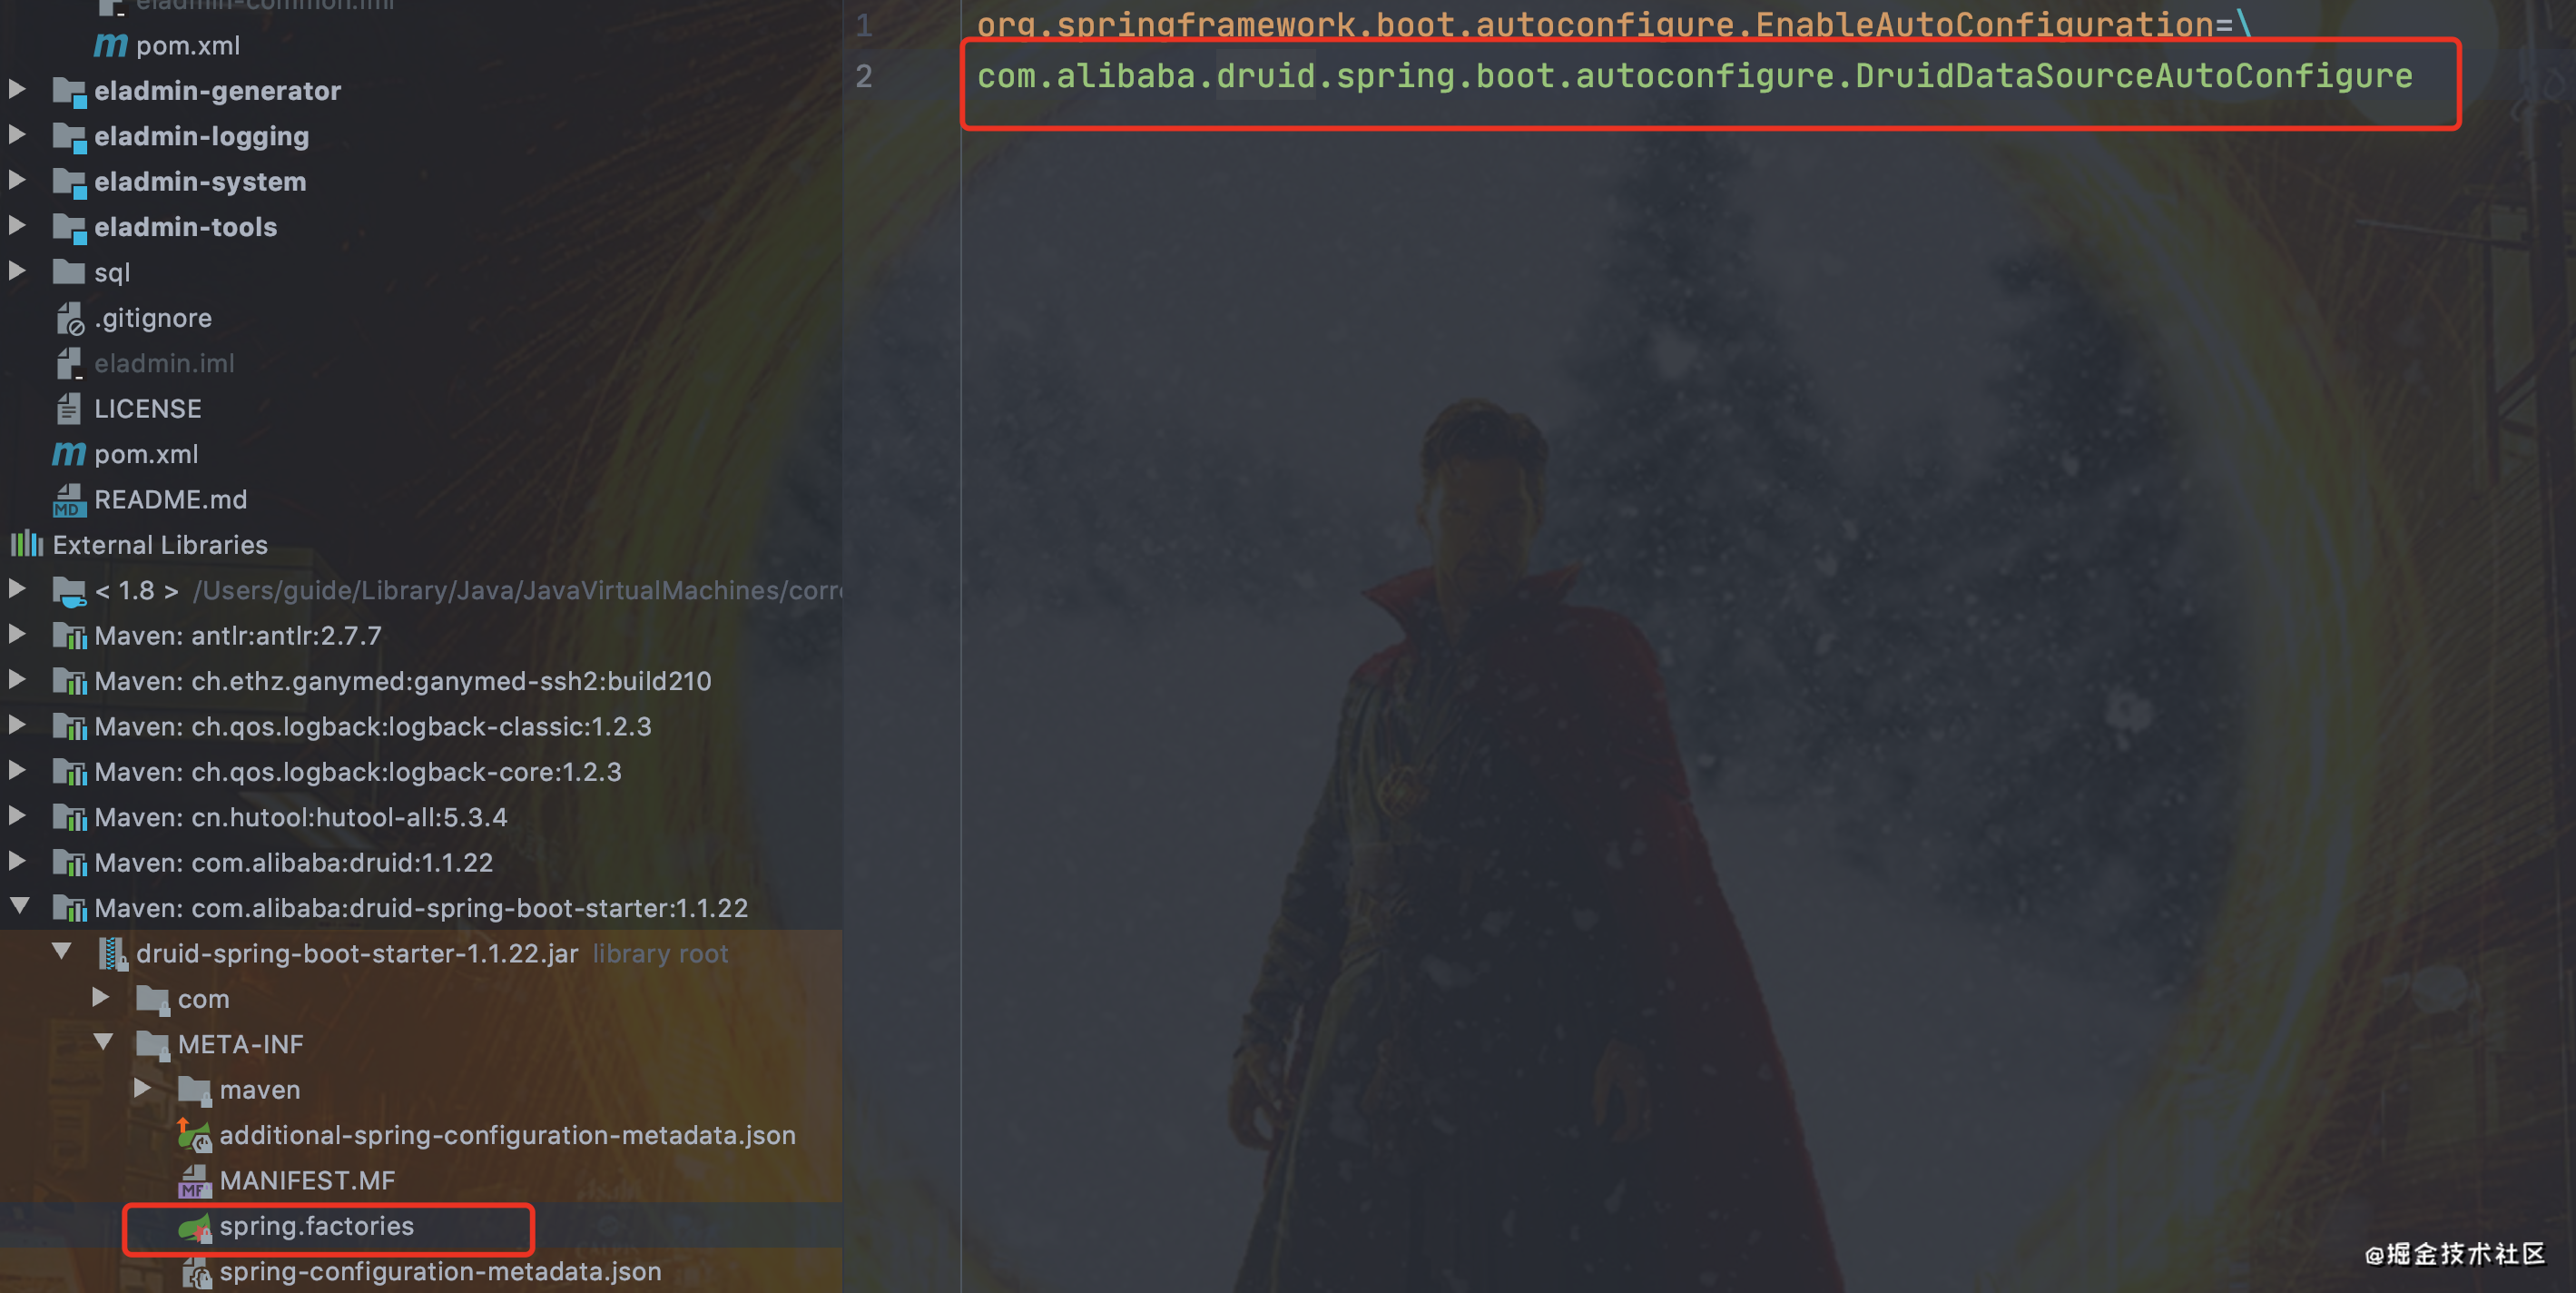 eladmin-common.iml
pom.xml
eladmin-generator
eladmin-logging
eladmin-system
eladmin-tools
sql
.gitignore
eladmin.iml
LICENSE
pom.xml
README.md
External Libraries
< 1.8 > /Users/guide/Library/Java/JavaVirtualMachines/corr
Maven: antlr:antlr:2.7.7
Maven: ch.ethz.ganymed:ganymed-ssh2:build210
Maven: ch.qos.logback:logback-classic:1.2.3
Maven: ch.qos.logback:logback-core:1.2.3
Maven: cn.hutool:hutool-all:5.3.4
Maven: com.alibaba:druid:1.1.22
Maven: com.alibaba:druid-spring-boot-starter:1.1.22
druid-spring-boot-starter-1.1.22.jar library root
com
META-INF
maven
additional-spring-configuration-metadata.json
MANIFEST.MF
spring.factories
spring-configuration-metadata.json
1 org.springframework.boot.autoconfigure.EnableAutoConfiguration=\
2 com.alibaba.druid.spring.boot.autoconfigure.DruidDataSourceAutoConfigure
@掘金技术社区